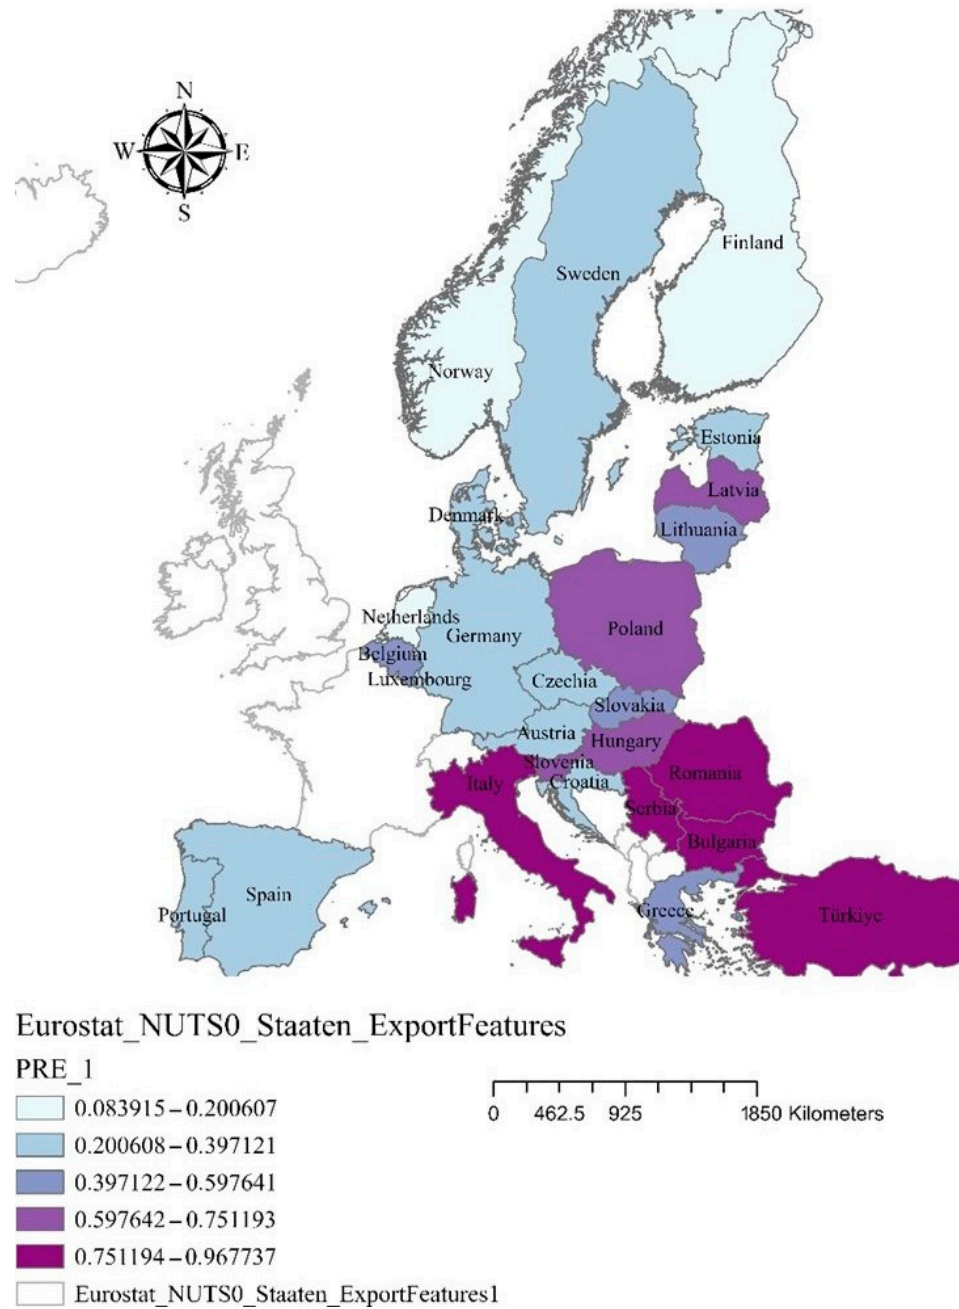 N
W E
S
Finland
Sweden
Norway
Estonia
Latvia
Denmark
Lithuania
Netherlands
Germany
Poland
Belgium
Luxembourg
Czechia
Slovakia
Austria
Hungary
Slovenia
Italy
Croatia
Romania
Serbia
Bulgaria
Spain
Portugal
Greece
Türkiye
Eurostat_NUTS0_Staaten_ExportFeatures
PRE_1
0.083915–0.200607
0.200608–0.397121
0.397122–0.597641
0.597642–0.751193
0.751194–0.967737
Eurostat_NUTS0_Staaten_ExportFeatures1
0 462.5 925 1850 Kilometers